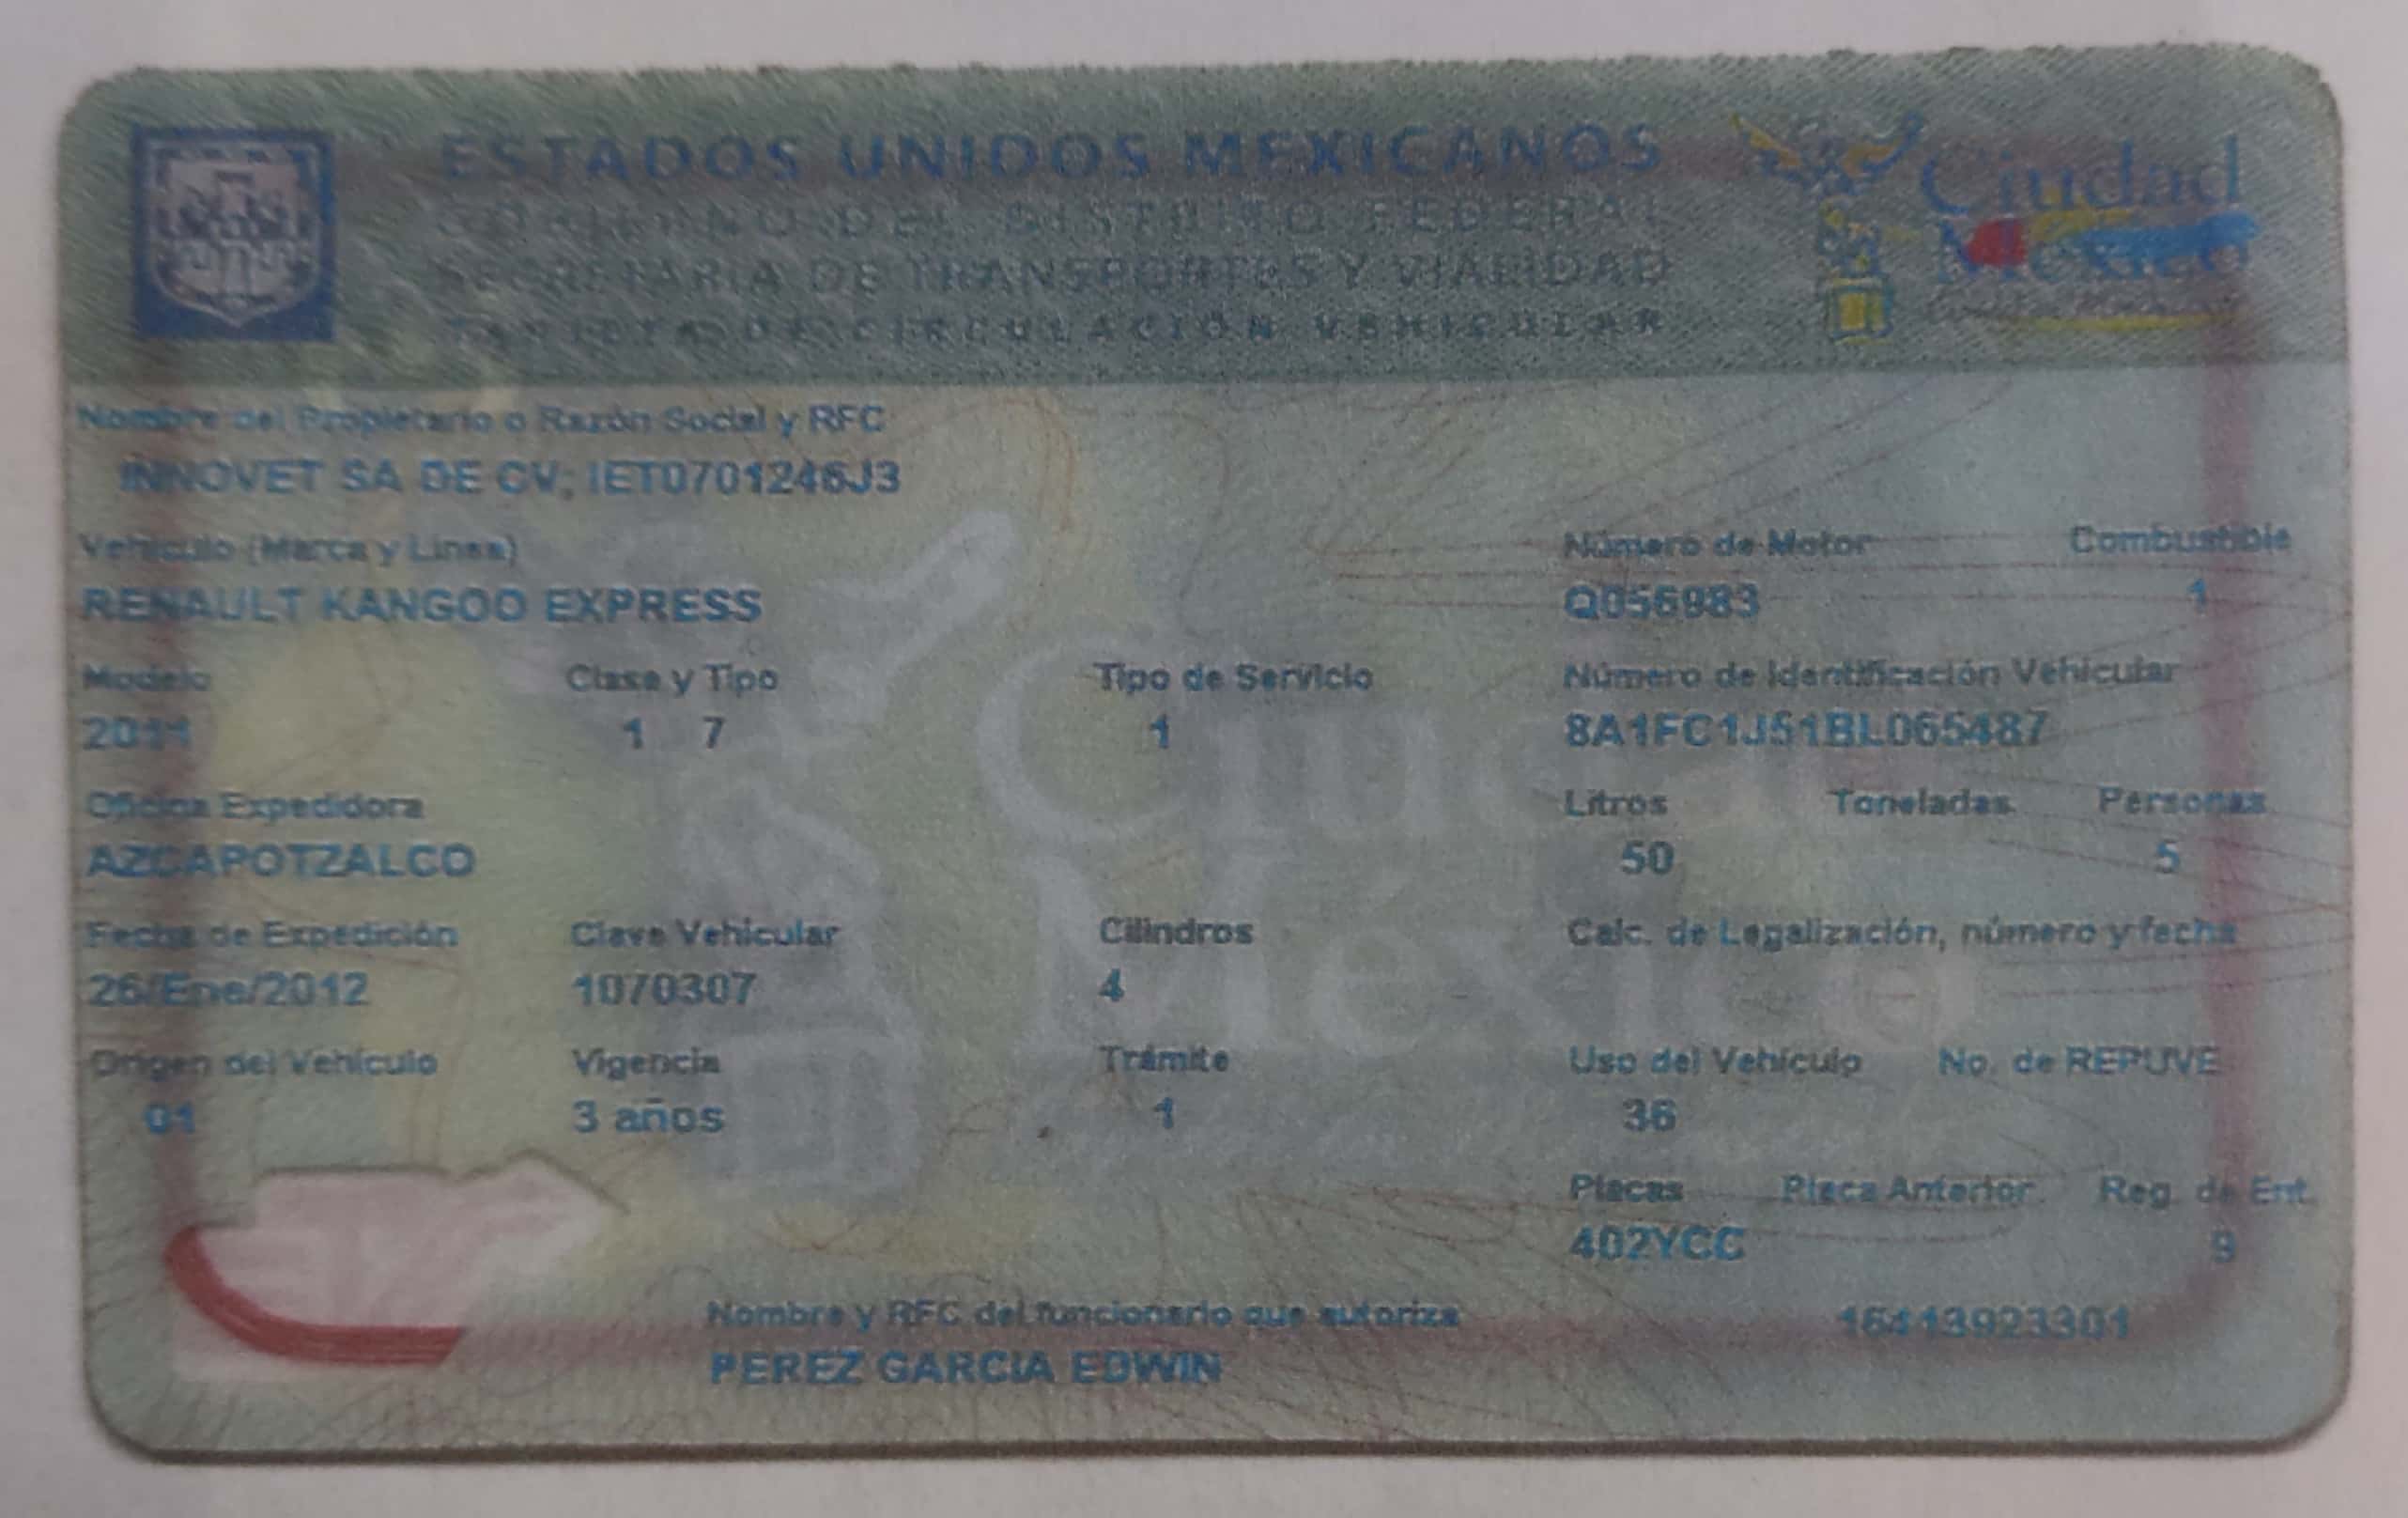 ESTADOS UNIDOS MEXICANOS
GOBIERNO DEL DISTRITO FEDERAL
SECRETARIA DE TRANSPORTES Y VIALIDAD
TARJETA DE CIRCULACIÓN VEHICULAR
Ciudad
México
Nombre del Propietario o Razón Social y RFC
INNOVET SA DE CV; IET0701246J3
Vehículo (Marca y Linea)
RENAULT KANGOO EXPRESS
Número de Motor Combustible
Q056983 1
Modelo Clase y Tipo Tipo de Servicio Número de Identificación Vehicular
2011 1 7 1 8A1FC1J51BL065487
Oficina Expedidora Litros Toneladas Personas
AZCAPOTZALCO 50 5
Fecha de Expedición Clave Vehicular Cilindros Calc. de Legalización, número y fecha
26/Ene/2012 1070307 4
Origen del Vehículo Vigencia Trámite Uso del Vehículo No. de REPUVE
01 3 años 1 36
Placas Placa Anterior Reg. de Ent.
402YCC 9
Nombre y RFC del funcionario que autoriza 16413923301
PEREZ GARCIA EDWIN